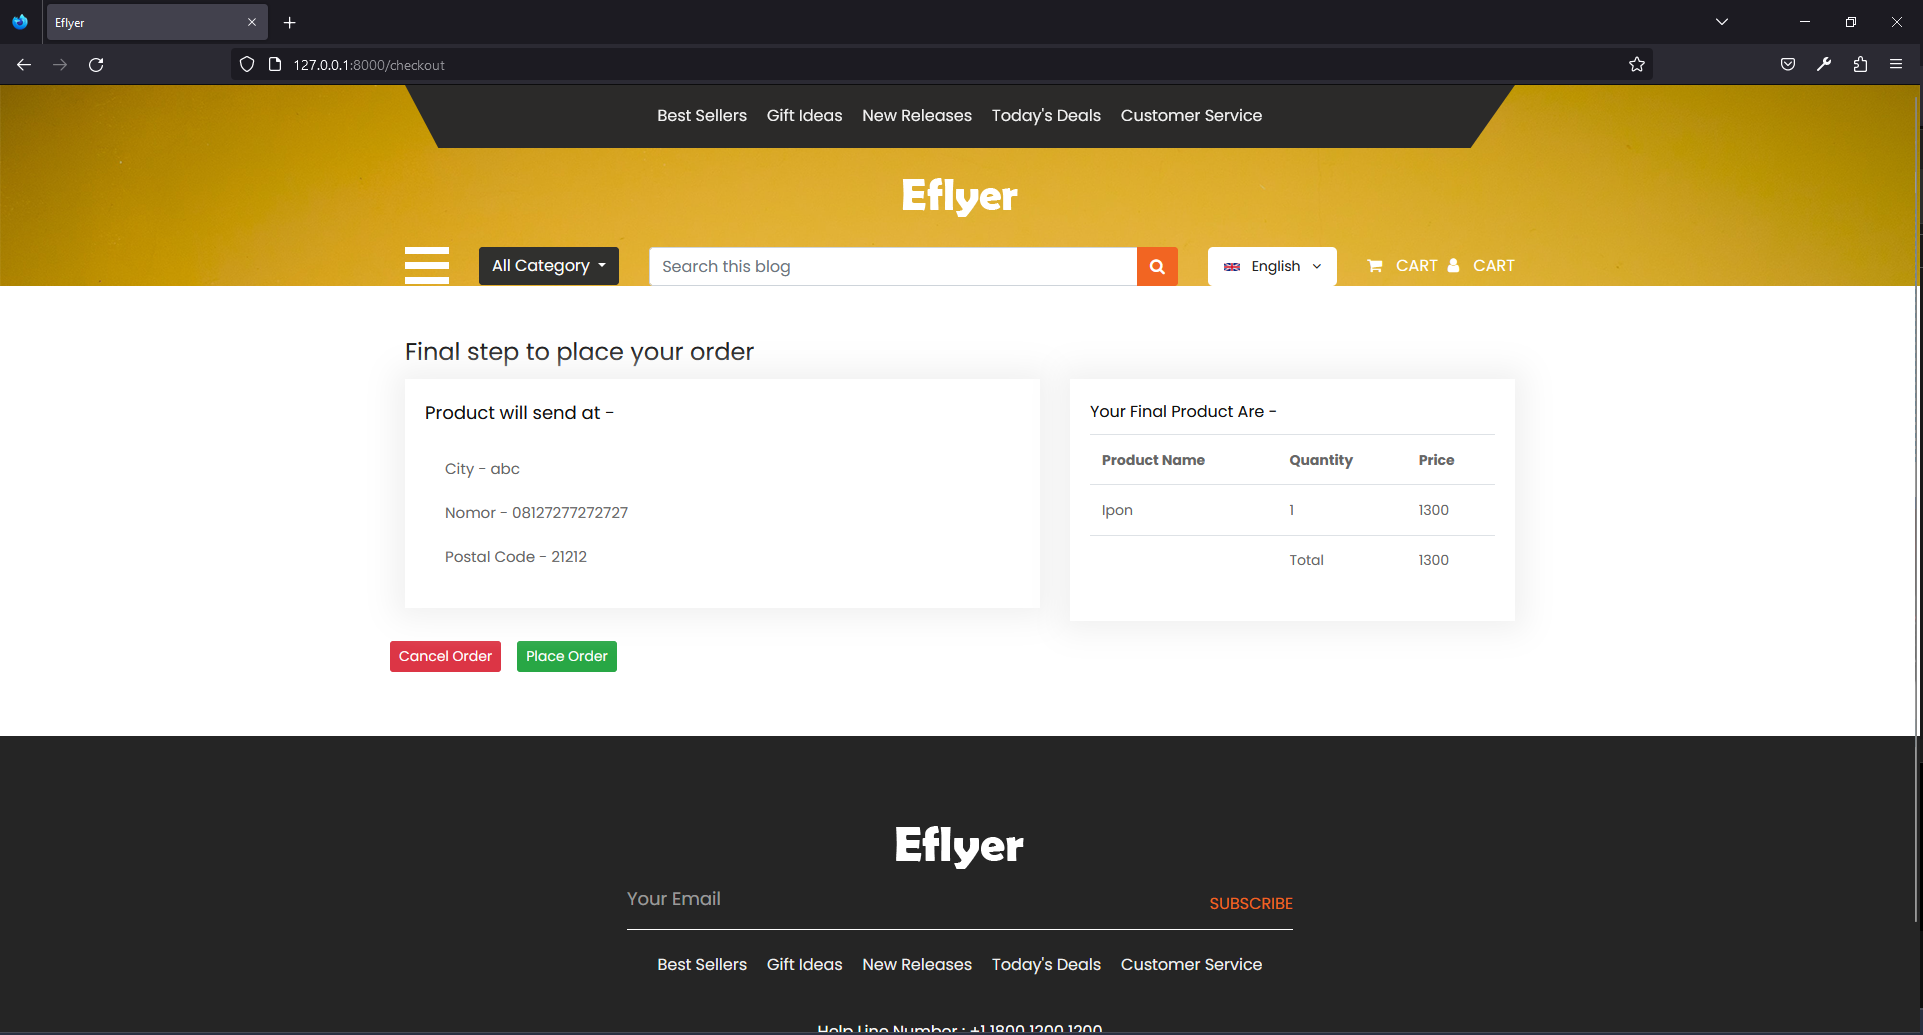 Eflyer
127.0.0.1:8000/checkout
Best Sellers Gift Ideas New Releases Today's Deals Customer Service
Eflyer
All Category Search this blog English CART CART
Final step to place your order
Product will send at -
City - abc
Nomor - 08127277272727
Postal Code - 21212
Your Final Product Are -
Product Name Quantity Price
Ipon 1 1300
Total 1300
Cancel Order Place Order
Eflyer
Your Email SUBSCRIBE
Best Sellers Gift Ideas New Releases Today's Deals Customer Service
Help Line Number : +1 1800 1200 1200